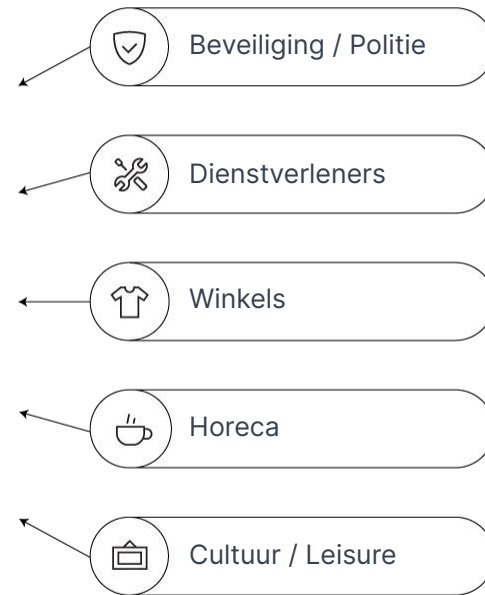 Beveiliging / Politie
Dienstverleners
Winkels
Horeca
Cultuur / Leisure